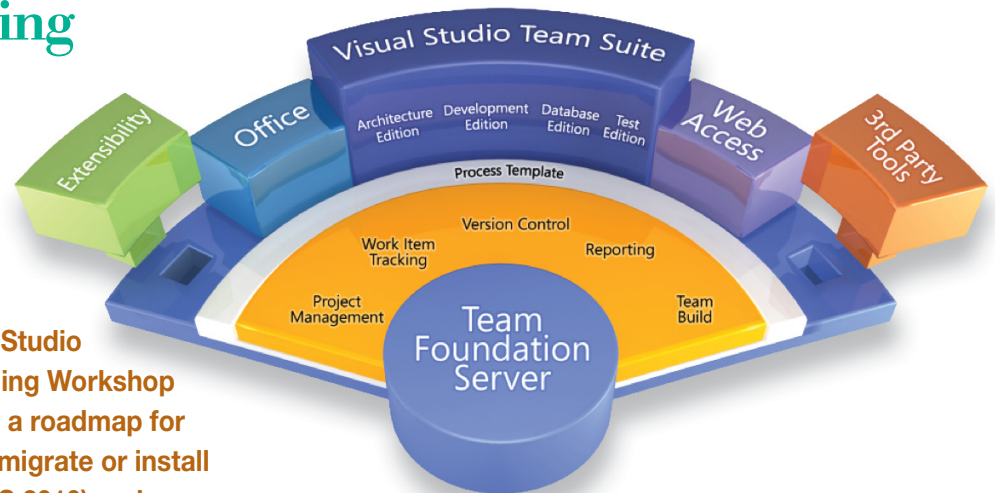 ing
Visual Studio Team Suite
Extensibility
Office
Architecture
Edition
Development
Edition
Database
Edition
Test
Edition
Web
Access
3rd Party
Tools
Process Template
Version Control
Work Item
Tracking
Reporting
Project
Management
Team
Build
Team
Foundation
Server
Studio
ing Workshop
a roadmap for
migrate or install